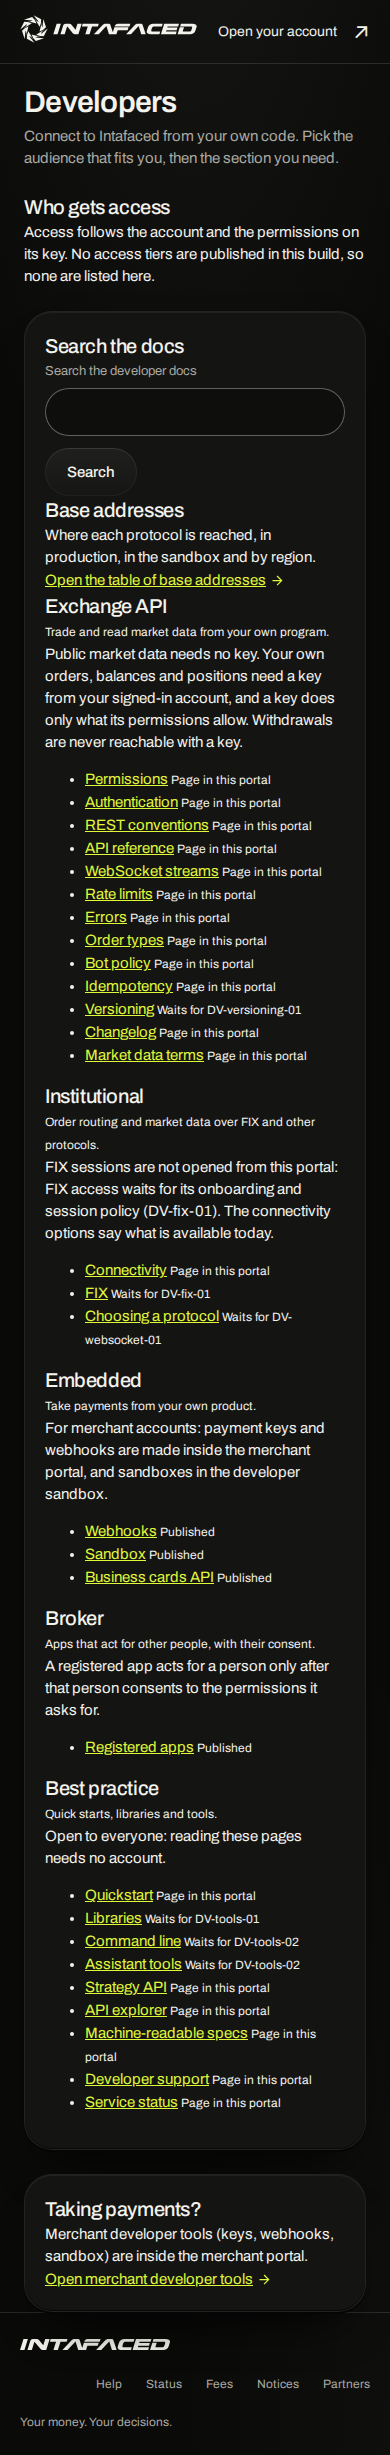 INTAFACED
Open your account
Developers
Connect to Intafaced from your own code. Pick the
audience that fits you, then the section you need.
Who gets access
Access follows the account and the permissions on
its key. No access tiers are published in this build, so
none are listed here.
Search the docs
Search the developer docs
Search
Base addresses
Where each protocol is reached, in
production, in the sandbox and by region.
Open the table of base addresses →
Exchange API
Trade and read market data from your own program.
Public market data needs no key. Your own
orders, balances and positions need a key
from your signed-in account, and a key does
only what its permissions allow. Withdrawals
are never reachable with a key.
• Permissions Page in this portal
• Authentication Page in this portal
• REST conventions Page in this portal
• API reference Page in this portal
• WebSocket streams Page in this portal
• Rate limits Page in this portal
• Errors Page in this portal
• Order types Page in this portal
• Bot policy Page in this portal
• Idempotency Page in this portal
• Versioning Waits for DV-versioning-01
• Changelog Page in this portal
• Market data terms Page in this portal
Institutional
Order routing and market data over FIX and other
protocols.
FIX sessions are not opened from this portal:
FIX access waits for its onboarding and
session policy (DV-fix-01). The connectivity
options say what is available today.
• Connectivity Page in this portal
• FIX Waits for DV-fix-01
• Choosing a protocol Waits for DV-
websocket-01
Embedded
Take payments from your own product.
For merchant accounts: payment keys and
webhooks are made inside the merchant
portal, and sandboxes in the developer
sandbox.
• Webhooks Published
• Sandbox Published
• Business cards API Published
Broker
Apps that act for other people, with their consent.
A registered app acts for a person only after
that person consents to the permissions it
asks for.
• Registered apps Published
Best practice
Quick starts, libraries and tools.
Open to everyone: reading these pages
needs no account.
• Quickstart Page in this portal
• Libraries Waits for DV-tools-01
• Command line Waits for DV-tools-02
• Assistant tools Waits for DV-tools-02
• Strategy API Page in this portal
• API explorer Page in this portal
• Machine-readable specs Page in this
portal
• Developer support Page in this portal
• Service status Page in this portal
Taking payments?
Merchant developer tools (keys, webhooks,
sandbox) are inside the merchant portal.
Open merchant developer tools →
INTAFACED
Help Status Fees Notices Partners
Your money. Your decisions.